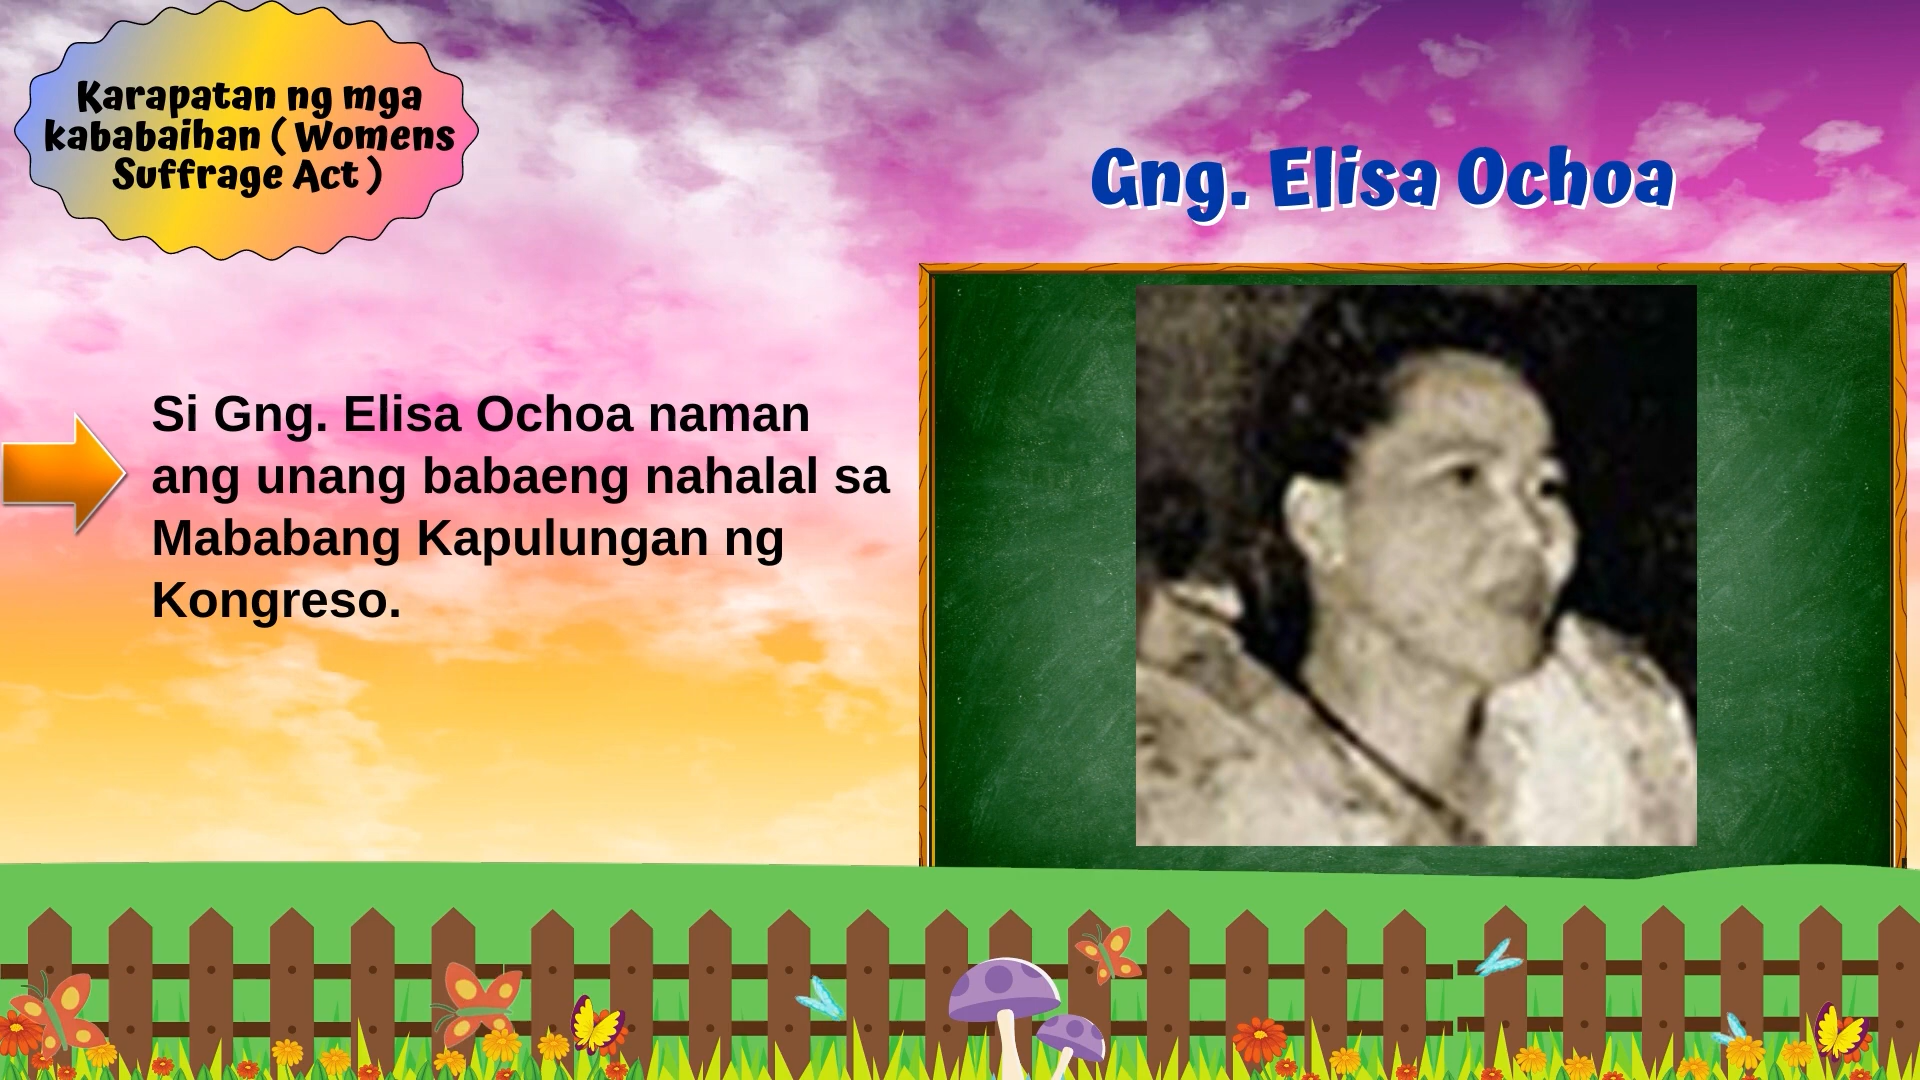 Karapatan ng mga
kababaihan ( Womens
Suffrage Act )
Gng. Elisa Ochoa
Si Gng. Elisa Ochoa naman
ang unang babaeng nahalal sa
Mababang Kapulungan ng
Kongreso.